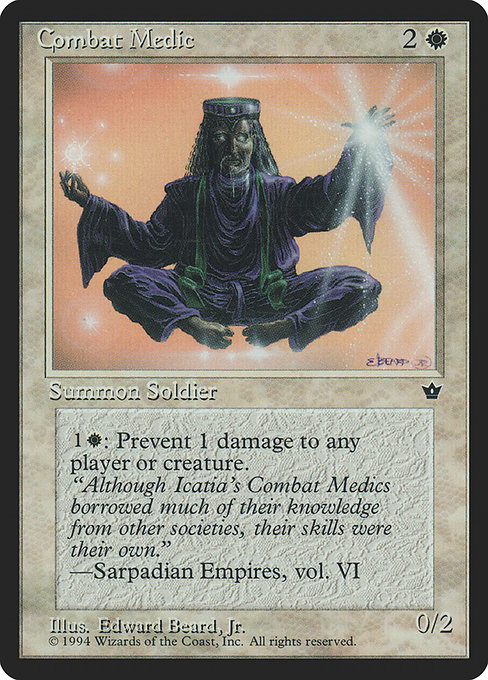 Combat Medic 2
E. BEARD JR
Summon Soldier
1 : Prevent 1 damage to any
player or creature.
“Although Icatia’s Combat Medics
borrowed much of their knowledge
from other societies, their skills were
their own.”
—Sarpadian Empires, vol. VI
Illus. Edward Beard, Jr.
0/2
© 1994 Wizards of the Coast, Inc. All rights reserved.